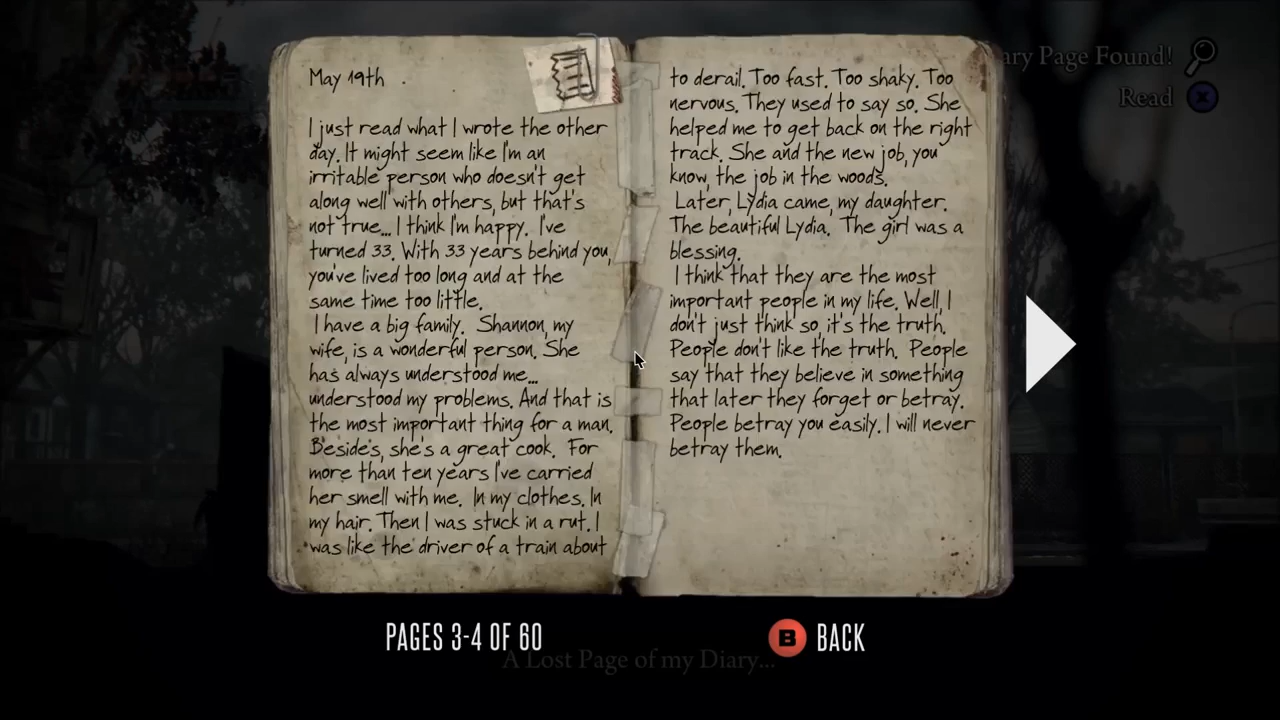 May 19th
I just read what I wrote the other
day. It might seem like I'm an
irritable person who doesn't get
along well with others, but that's
not true... I think I'm happy. I've
turned 33. With 33 years behind you,
you've lived too long and at the
same time too little.
I have a big family. Shannon, my
wife, is a wonderful person. She
has always understood me...
understood my problems. And that is
the most important thing for a man.
Besides, she's a great cook. For
more than ten years I've carried
her smell with me. In my clothes. In
my hair. Then I was stuck in a rut. I
was like the driver of a train about
to derail. Too fast. Too shaky. Too
nervous. They used to say so. She
helped me to get back on the right
track. She and the new job, you
know, the job in the woods.
Later, Lydia came, my daughter.
The beautiful Lydia. The girl was a
blessing.
I think that they are the most
important people in my life. Well, I
don't just think so, it's the truth.
People don't like the truth. People
say that they believe in something
that later they forget or betray.
People betray you easily. I will never
betray them.
ary Page Found!
Read X
PAGES 3-4 OF 60
B BACK
A Lost Page of my Diary...